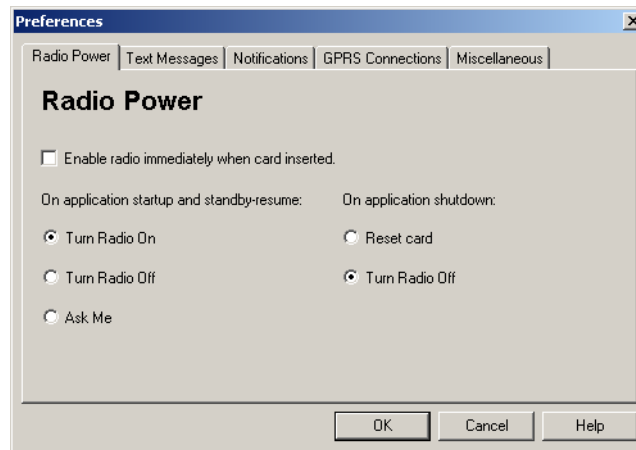 Preferences
Radio Power Text Messages Notifications GPRS Connections Miscellaneous
Radio Power
Enable radio immediately when card inserted.
On application startup and standby-resume: On application shutdown:
Turn Radio On Reset card
Turn Radio Off Turn Radio Off
Ask Me
OK Cancel Help